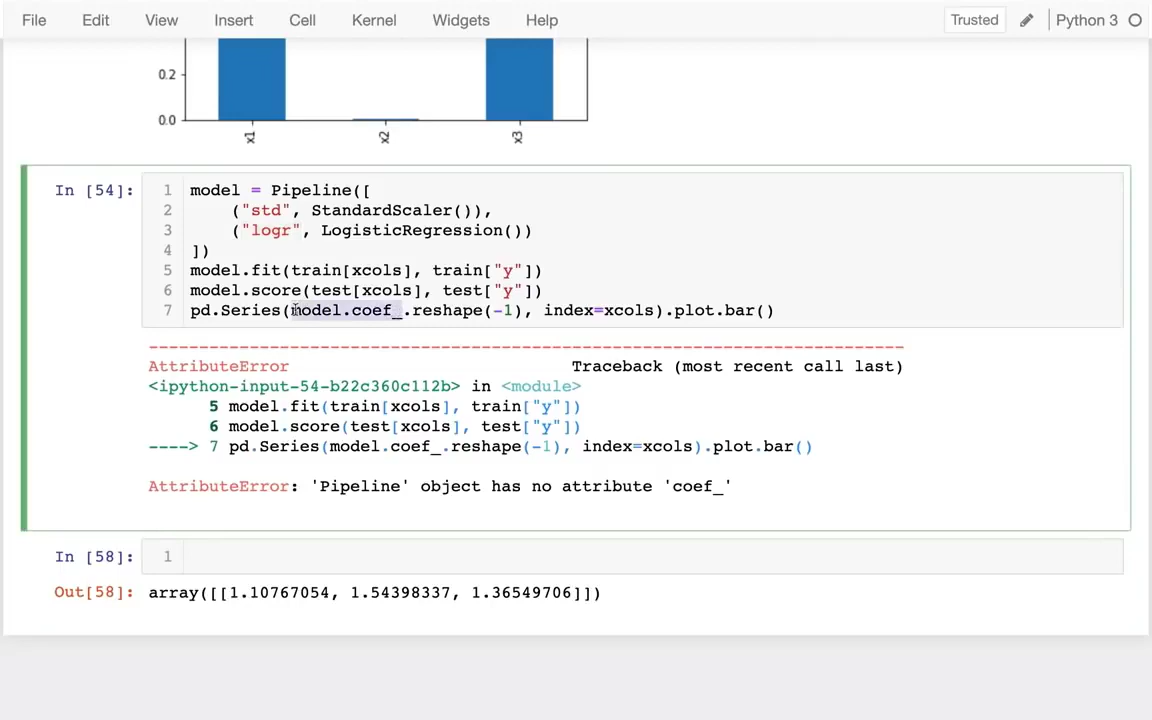 File Edit View Insert Cell Kernel Widgets Help Trusted Python 3
0.2
0.0
x1 x2 x3
In [54]:
1 model = Pipeline([
2     ("std", StandardScaler()),
3     ("logr", LogisticRegression())
4 ])
5 model.fit(train[xcols], train["y"])
6 model.score(test[xcols], test["y"])
7 pd.Series(model.coef_.reshape(-1), index=xcols).plot.bar()
---------------------------------------------------------------------------
AttributeError                            Traceback (most recent call last)
<ipython-input-54-b22c360c112b> in <module>
      5 model.fit(train[xcols], train["y"])
      6 model.score(test[xcols], test["y"])
----> 7 pd.Series(model.coef_.reshape(-1), index=xcols).plot.bar()
AttributeError: 'Pipeline' object has no attribute 'coef_'
In [58]: 1
Out[58]: array([[1.10767054, 1.54398337, 1.36549706]])